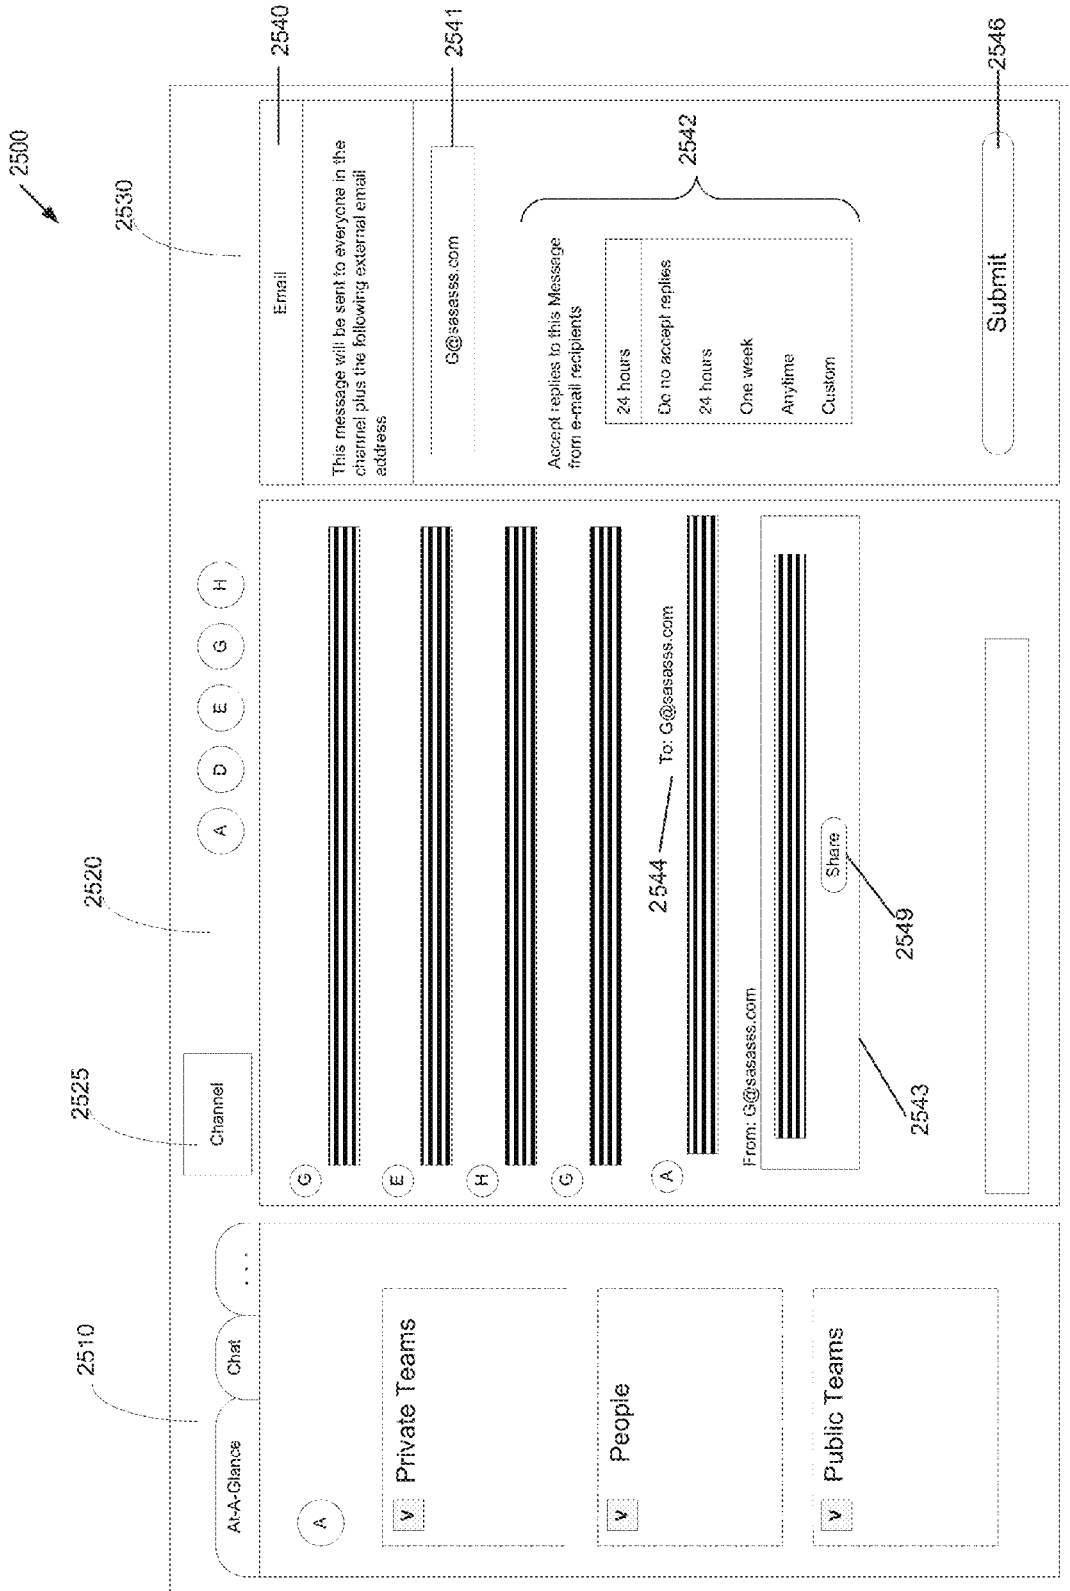 2500
2510
2525
2520
2530
At-A-Glance
Chat
. . .
Channel
A D E G H
A
v Private Teams
v People
v Public Teams
G
E
H
G
2544
To: G@sasasss.com
A
From: G@sasasss.com
Share
2543
2549
Email
2540
This message will be sent to everyone in the
channel plus the following external email
address
G@sasasss.com
2541
Accept replies to this Message
from e-mail recipients
24 hours
Do no accept replies
24 hours
One week
Anytime
Custom
2542
Submit
2546